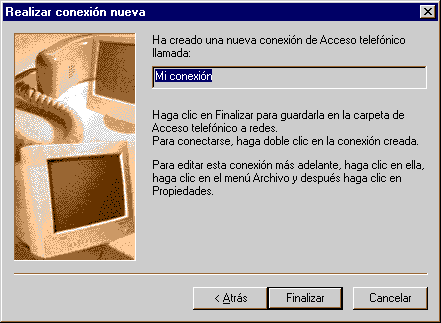 Realizar conexión nueva
Ha creado una nueva conexión de Acceso telefónico
llamada:
Mi conexión
Haga clic en Finalizar para guardarla en la carpeta de
Acceso telefónico a redes.
Para conectarse, haga doble clic en la conexión creada.
Para editar esta conexión más adelante, haga clic en ella,
haga clic en el menú Archivo y después haga clic en
Propiedades.
< Atrás
Finalizar
Cancelar